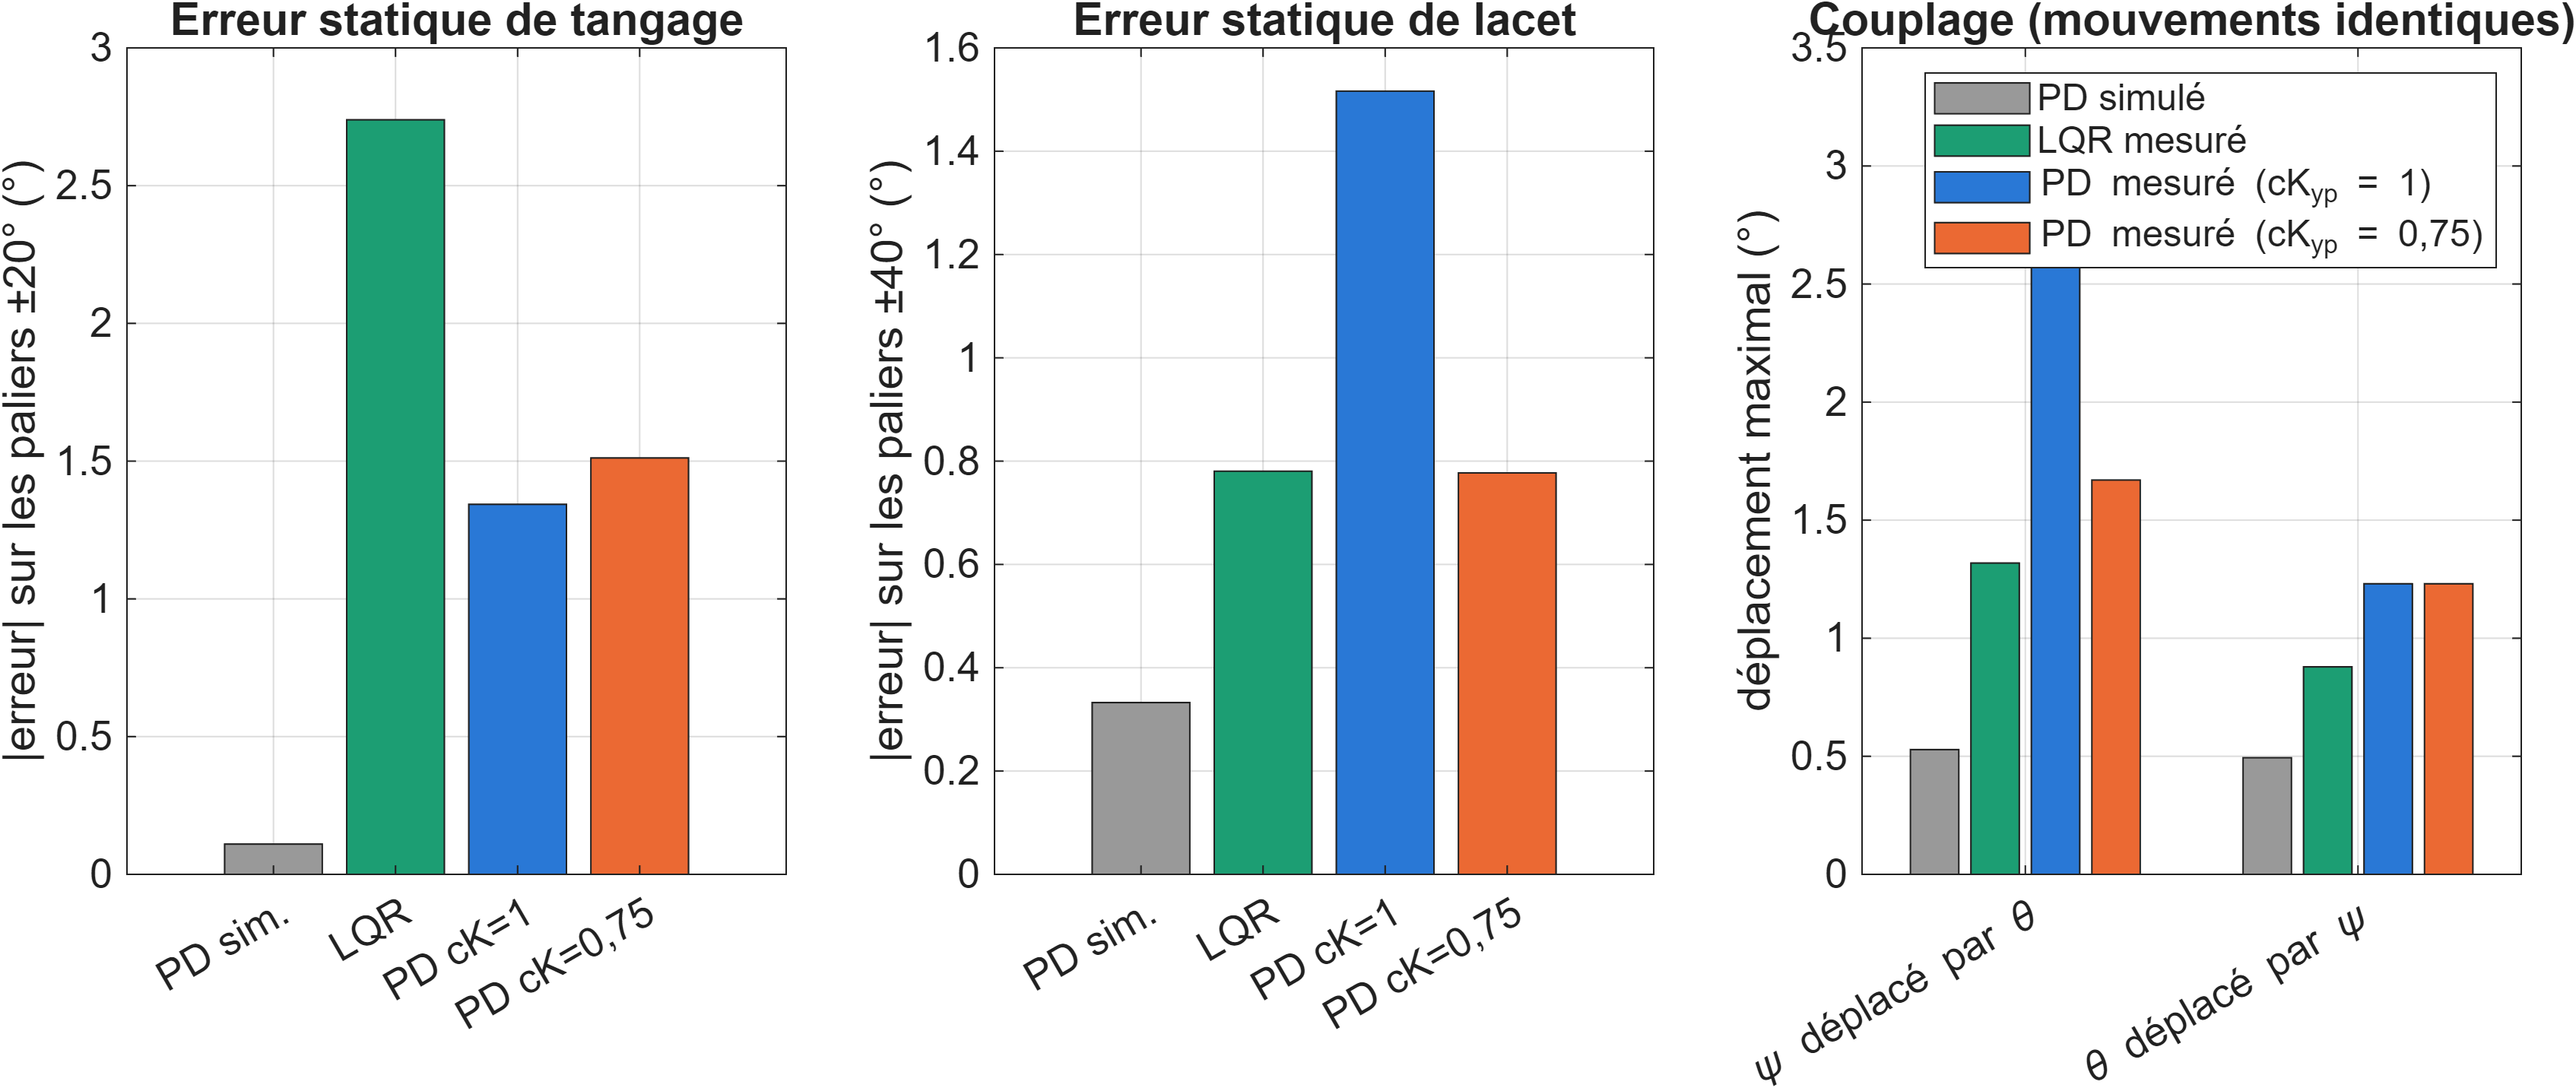 Erreur statique de tangage
|erreur| sur les paliers ±20° (°)
3
2.5
2
1.5
1
0.5
0
PD sim.
LQR
PD cK=1
PD cK=0,75
Erreur statique de lacet
|erreur| sur les paliers ±40° (°)
1.6
1.4
1.2
1
0.8
0.6
0.4
0.2
0
PD sim.
LQR
PD cK=1
PD cK=0,75
Couplage (mouvements identiques)
déplacement maximal (°)
3.5
3
2.5
2
1.5
1
0.5
0
PD simulé
LQR mesuré
PD mesuré (cKyp = 1)
PD mesuré (cKyp = 0,75)
ψ déplacé par θ
θ déplacé par ψ